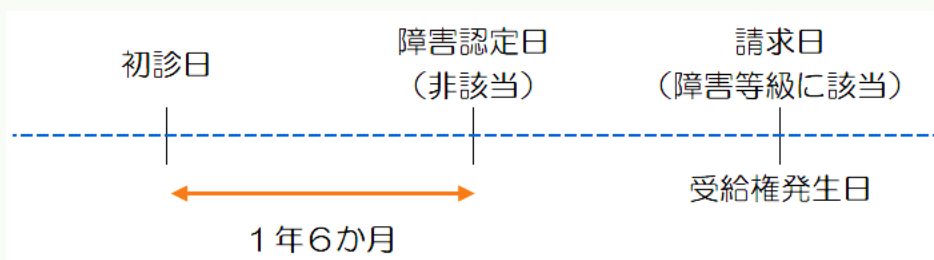 初診日
障害認定日
（非該当）
請求日
（障害等級に該当）
受給権発生日
１年６か月